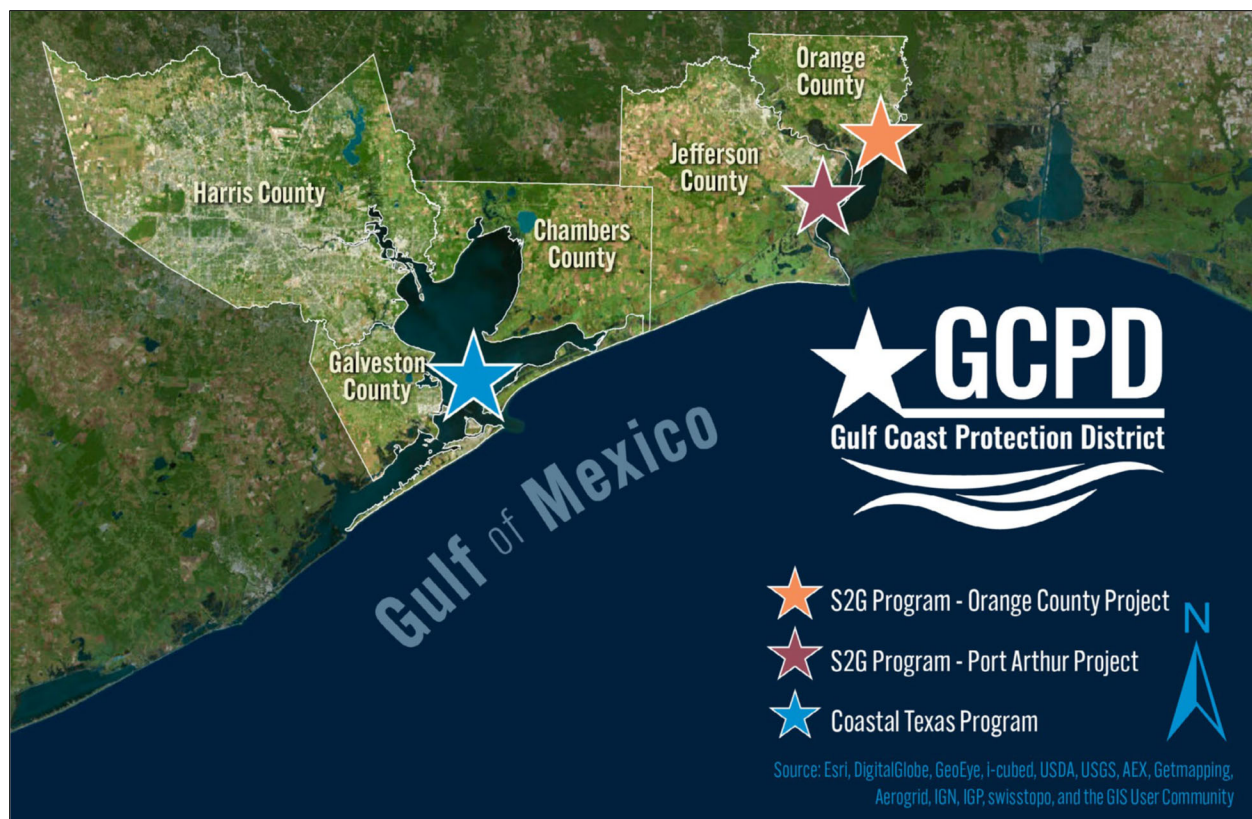 Orange
County
Jefferson
County
Harris County
Chambers
County
Galveston
County
Gulf of Mexico
GCPD
Gulf Coast Protection District
S2G Program - Orange County Project
S2G Program - Port Arthur Project
Coastal Texas Program
N
Source: Esri, DigitalGlobe, GeoEye, i-cubed, USDA, USGS, AEX, Getmapping,
Aerogrid, IGN, IGP, swisstopo, and the GIS User Community